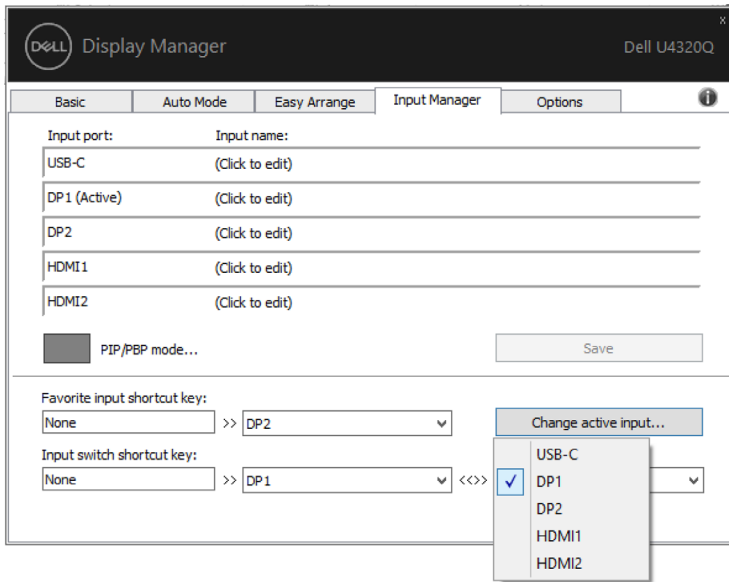 x
DELL Display Manager Dell U4320Q
Basic Auto Mode Easy Arrange Input Manager Options i
Input port: Input name:
USB-C (Click to edit)
DP1 (Active) (Click to edit)
DP2 (Click to edit)
HDMI1 (Click to edit)
HDMI2 (Click to edit)
PIP/PBP mode... Save
Favorite input shortcut key:
None >> DP2 Change active input...
Input switch shortcut key:
None >> DP1 <<>>
USB-C
DP1
DP2
HDMI1
HDMI2